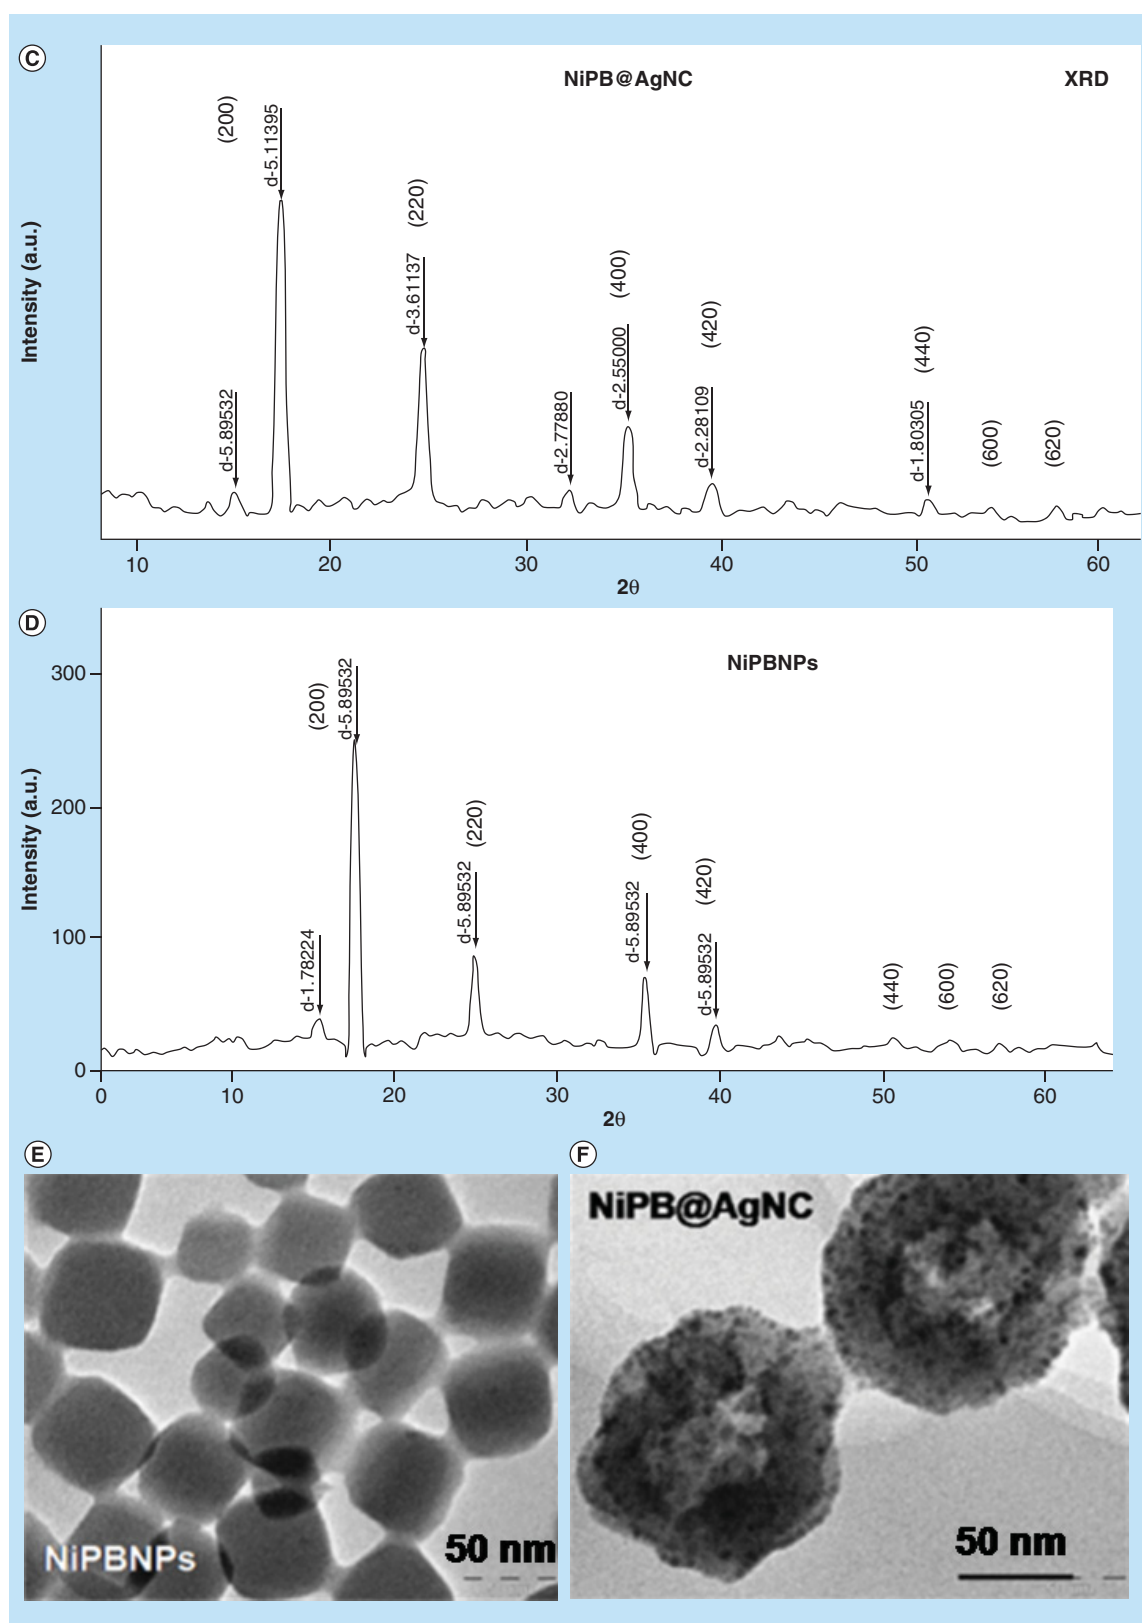 C
NiPB@AgNC
XRD
Intensity (a.u.)
(200)
d-5.89532
d-5.11395
(220)
d-3.61137
d-2.77880
(400)
d-2.55000
(420)
d-2.28109
(440)
d-1.80305
(600)
(620)
10 20 30 40 50 60
2θ
D
NiPBNPs
Intensity (a.u.)
300
200
100
0
(200)
d-1.78224
d-5.89532
(220)
d-5.89532
(400)
d-5.89532
(420)
d-5.89532
(440)
(600)
(620)
0 10 20 30 40 50 60
2θ
E
NiPBNPs
50 nm
F
NiPB@AgNC
50 nm